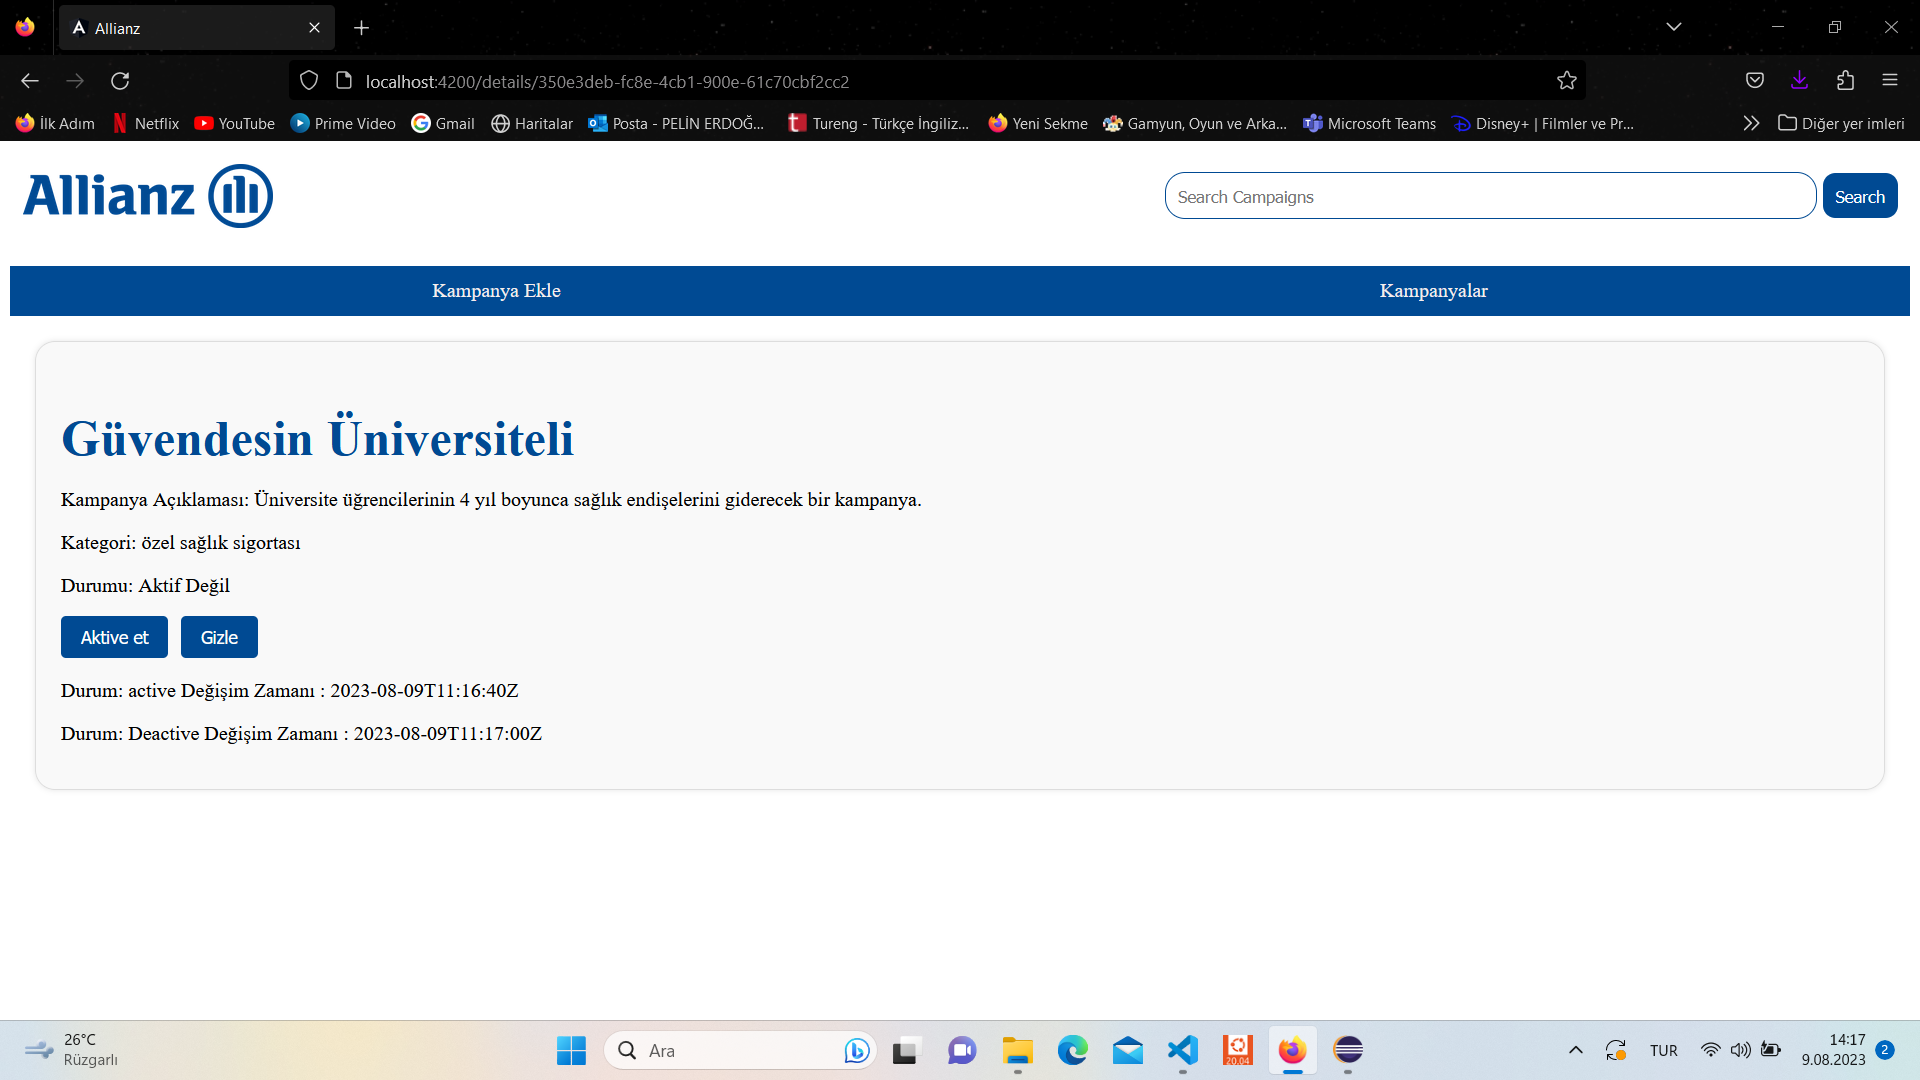 Allianz
localhost:4200/details/350e3deb-fc8e-4cb1-900e-61c70cbf2cc2
İlk Adım Netflix YouTube Prime Video Gmail Haritalar Posta - PELİN ERDOĞ... Tureng - Türkçe İngiliz... Yeni Sekme Gamyun, Oyun ve Arka... Microsoft Teams Disney+ | Filmler ve Pr... Diğer yer imleri
Allianz Search Campaigns Search
Kampanya Ekle Kampanyalar
Güvendesin Üniversiteli
Kampanya Açıklaması: Üniversite üğrencilerinin 4 yıl boyunca sağlık endişelerini giderecek bir kampanya.
Kategori: özel sağlık sigortası
Durumu: Aktif Değil
Aktive et Gizle
Durum: active Değişim Zamanı : 2023-08-09T11:16:40Z
Durum: Deactive Değişim Zamanı : 2023-08-09T11:17:00Z
26°C
Rüzgarlı
Ara
20.04
TUR
14:17
9.08.2023
2